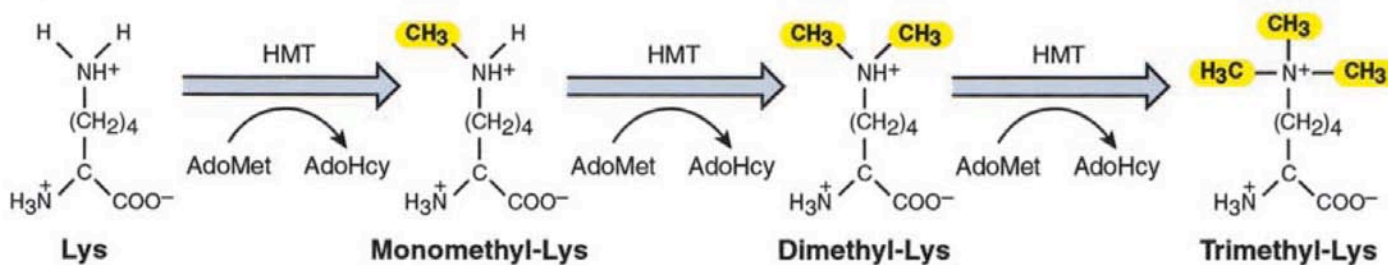 H H CH3 H CH3 CH3 CH3
HMT HMT HMT
NH+ NH+ NH+ H3C N+ CH3
(CH2)4 (CH2)4 (CH2)4 (CH2)4
AdoMet AdoHcy AdoMet AdoHcy AdoMet AdoHcy
C C C C
H3N+ COO− H3N+ COO− H3N+ COO− H3N+ COO−
Lys Monomethyl-Lys Dimethyl-Lys Trimethyl-Lys